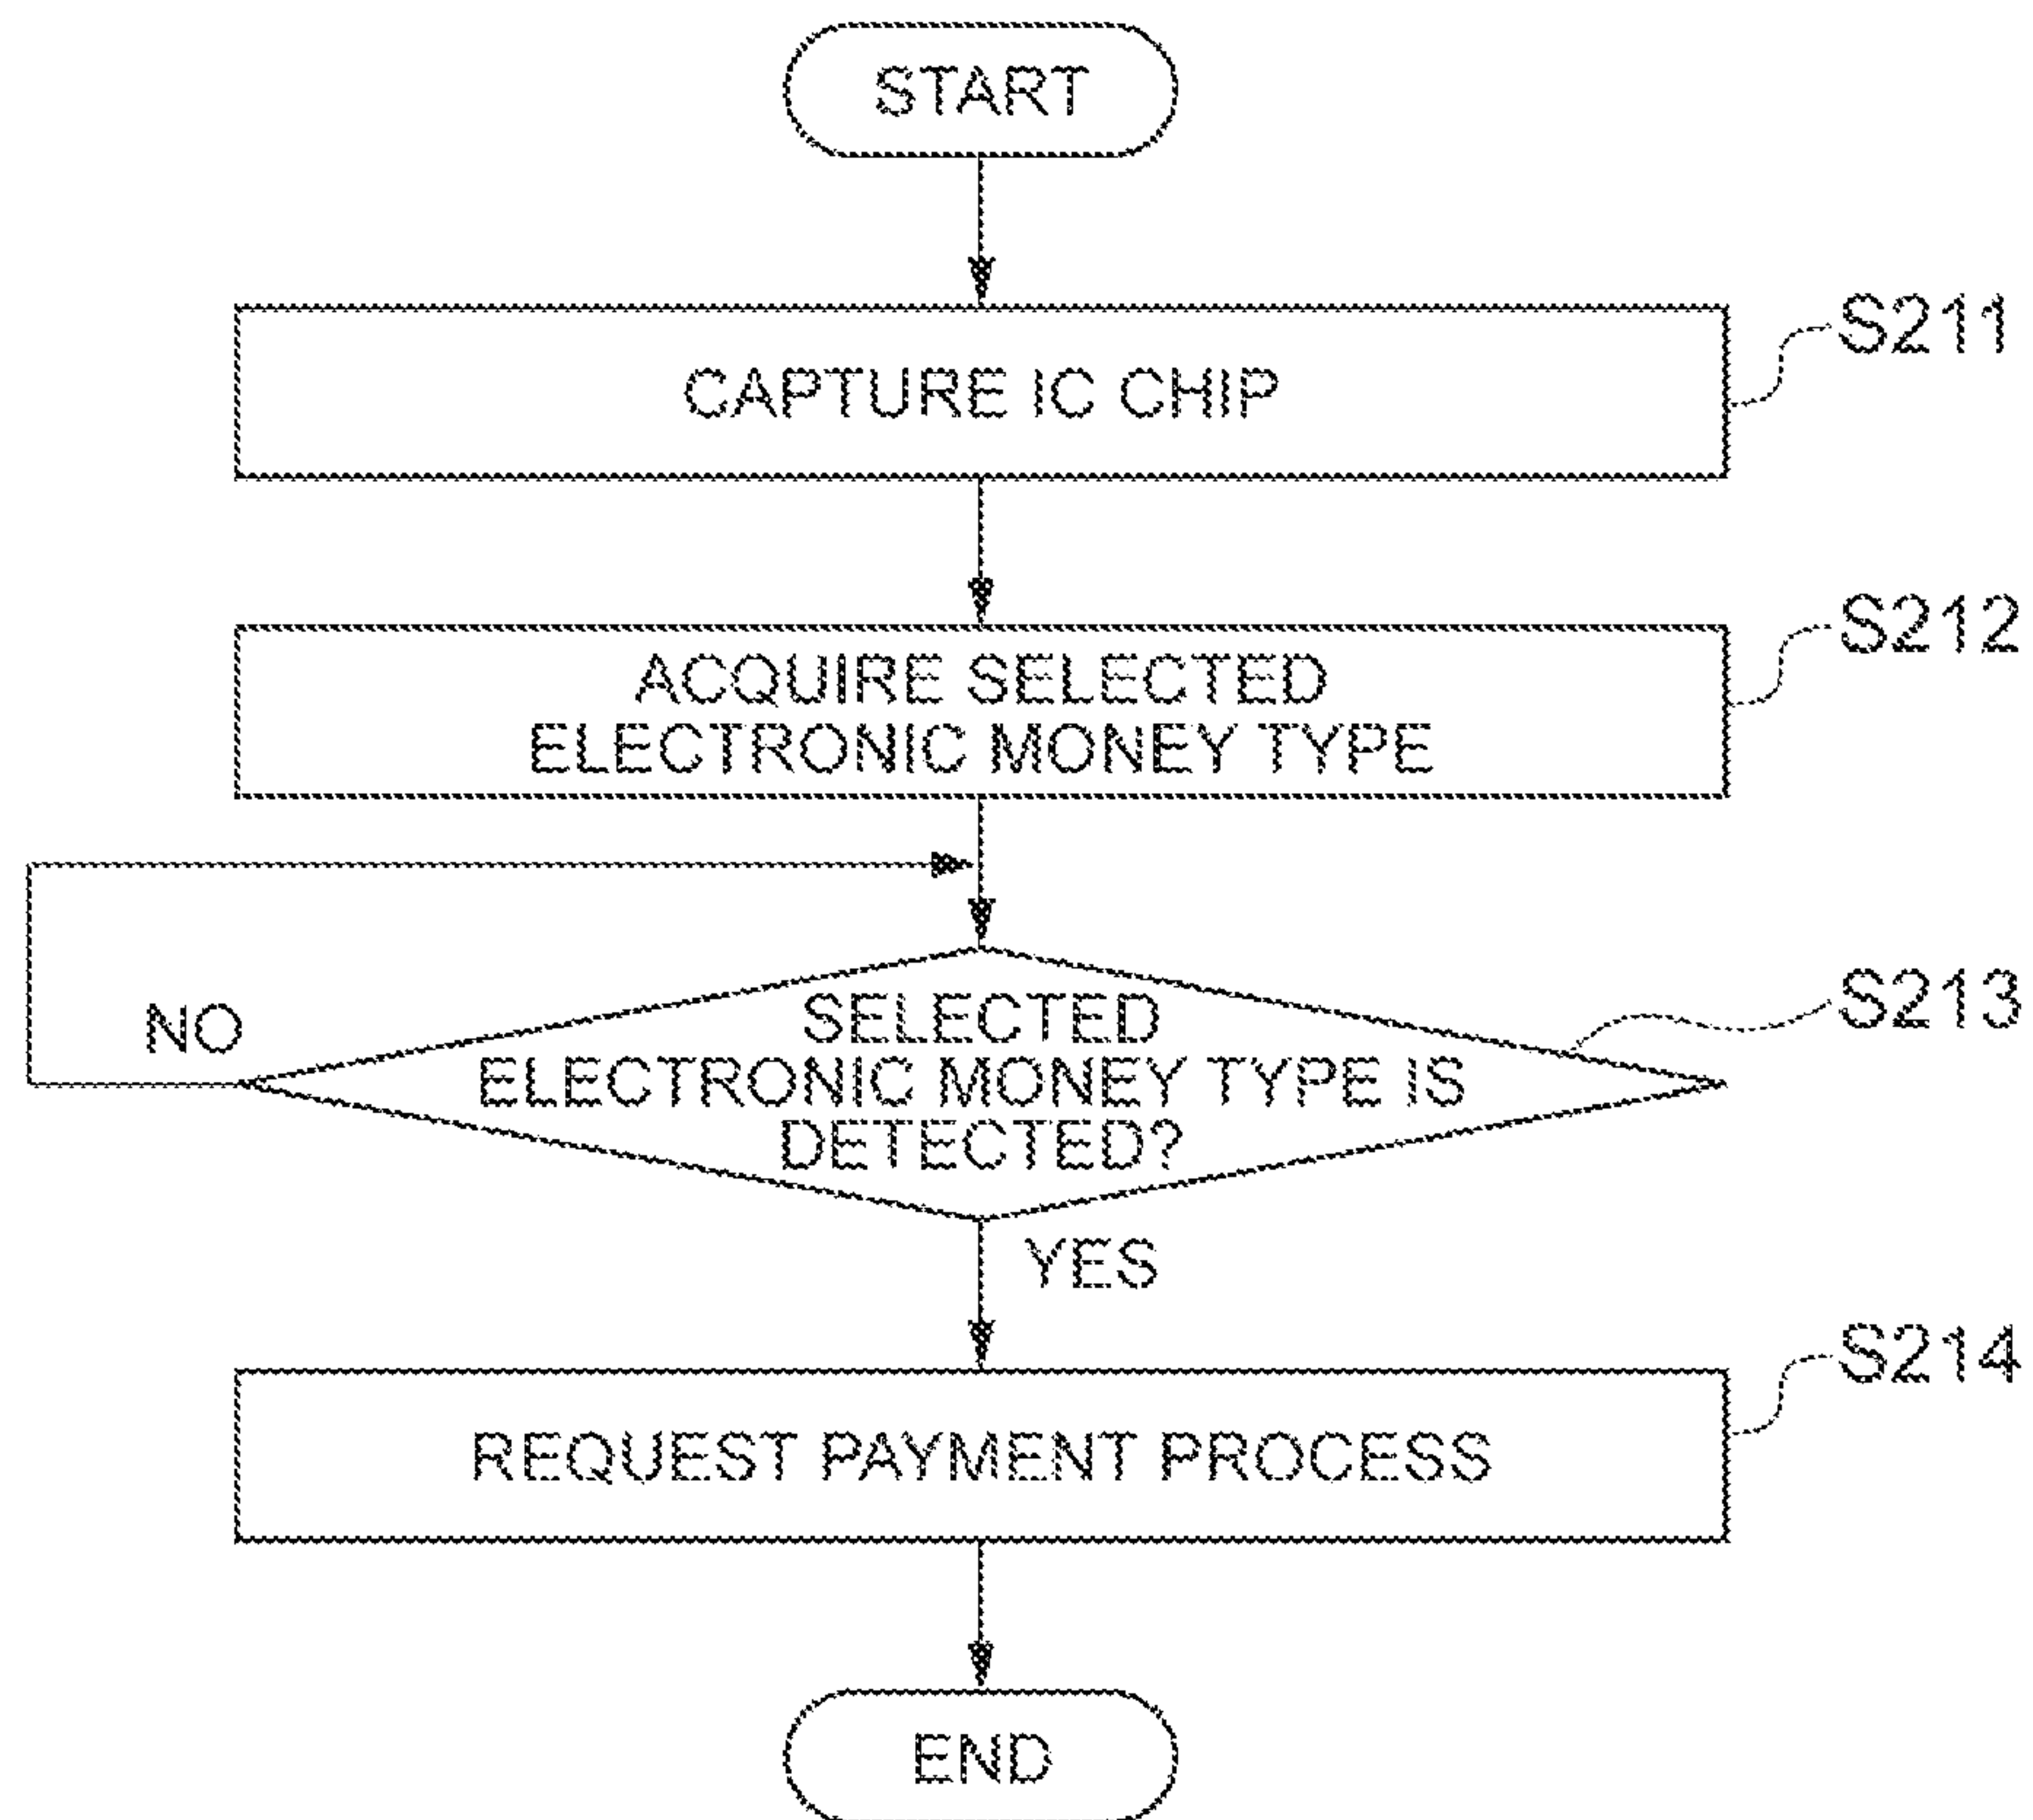 START
CAPTURE IC CHIP
S211
ACQUIRE SELECTED
ELECTRONIC MONEY TYPE
S212
SELECTED
ELECTRONIC MONEY TYPE IS
DETECTED?
S213
NO
YES
REQUEST PAYMENT PROCESS
S214
END